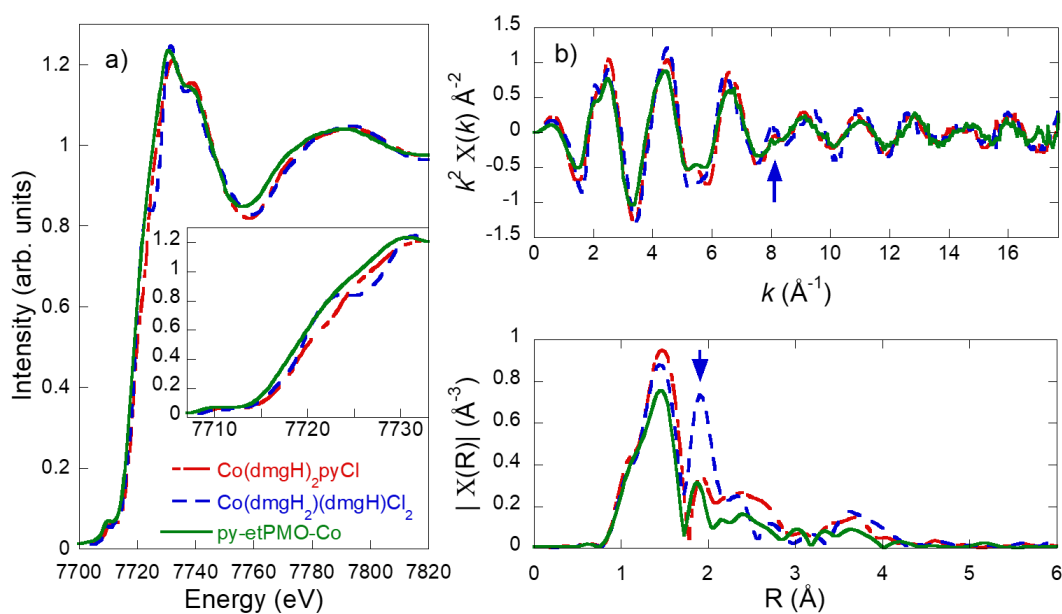 a)
Intensity (arb. units)
1.2
1
0.8
0.6
0.4
0.2
0
1.2
1
0.8
0.6
0.4
0.2
0
7710 7720 7730
Co(dmgH)2pyCl
Co(dmgH2)(dmgH)Cl2
py-etPMO-Co
7700 7720 7740 7760 7780 7800 7820
Energy (eV)
b)
k² X(k) Å⁻²
1.5
1
0.5
0
-0.5
-1
-1.5
0 2 4 6 8 10 12 14 16
k (Å⁻¹)
| X(R)| (Å⁻³)
1
0.8
0.6
0.4
0.2
0
0 1 2 3 4 5 6
R (Å)